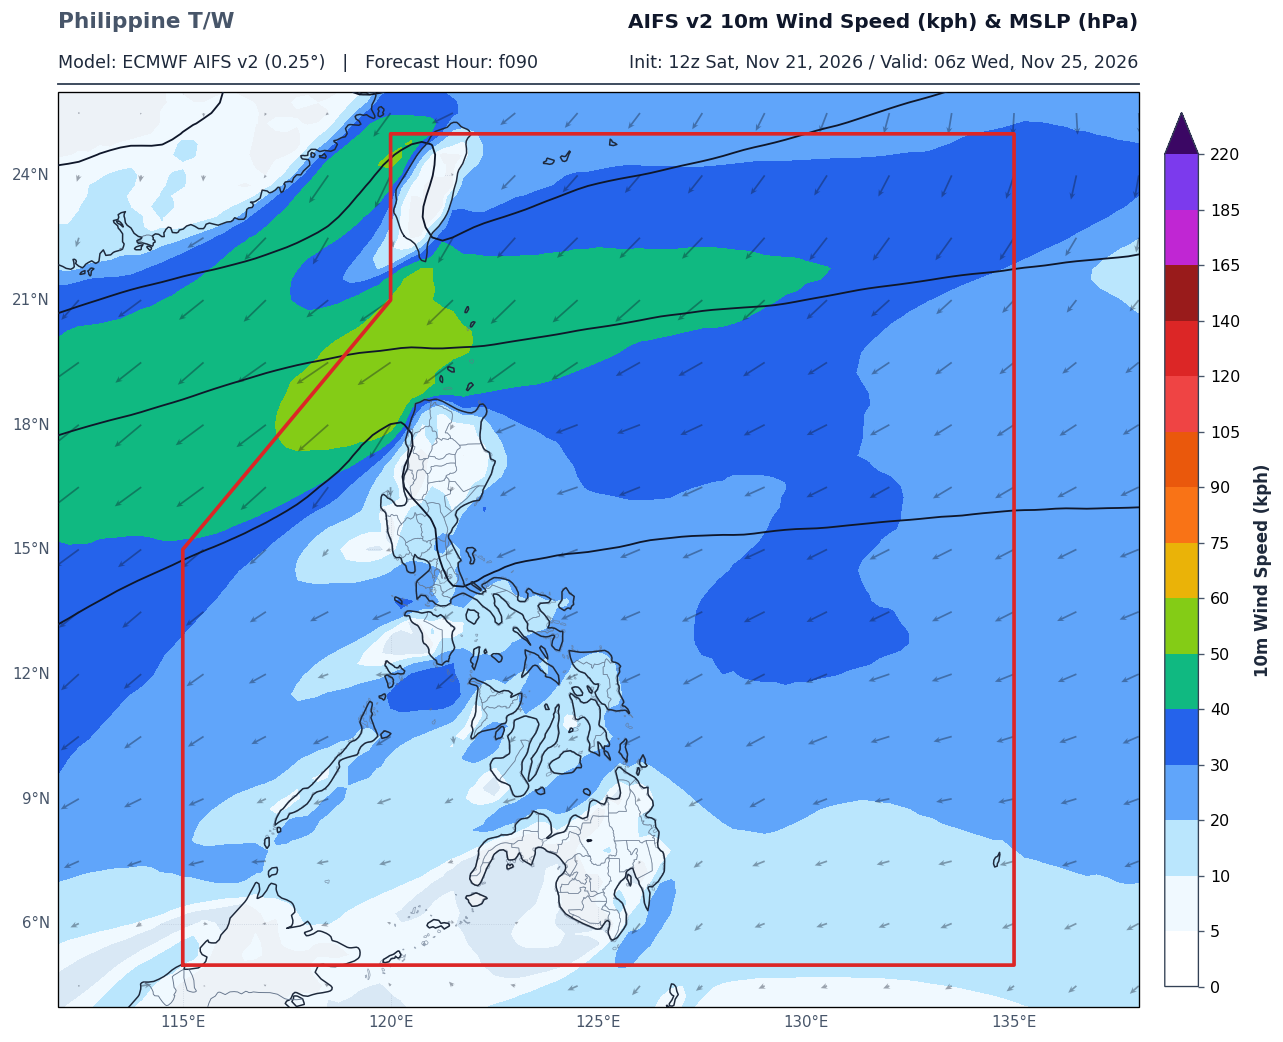 Philippine T/W
AIFS v2 10m Wind Speed (kph) & MSLP (hPa)
Model: ECMWF AIFS v2 (0.25°)   |   Forecast Hour: f090
Init: 12z Sat, Nov 21, 2026 / Valid: 06z Wed, Nov 25, 2026
24°N
21°N
18°N
15°N
12°N
9°N
6°N
115°E
120°E
125°E
130°E
135°E
220
185
165
140
120
105
90
75
60
50
40
30
20
10
5
0
10m Wind Speed (kph)